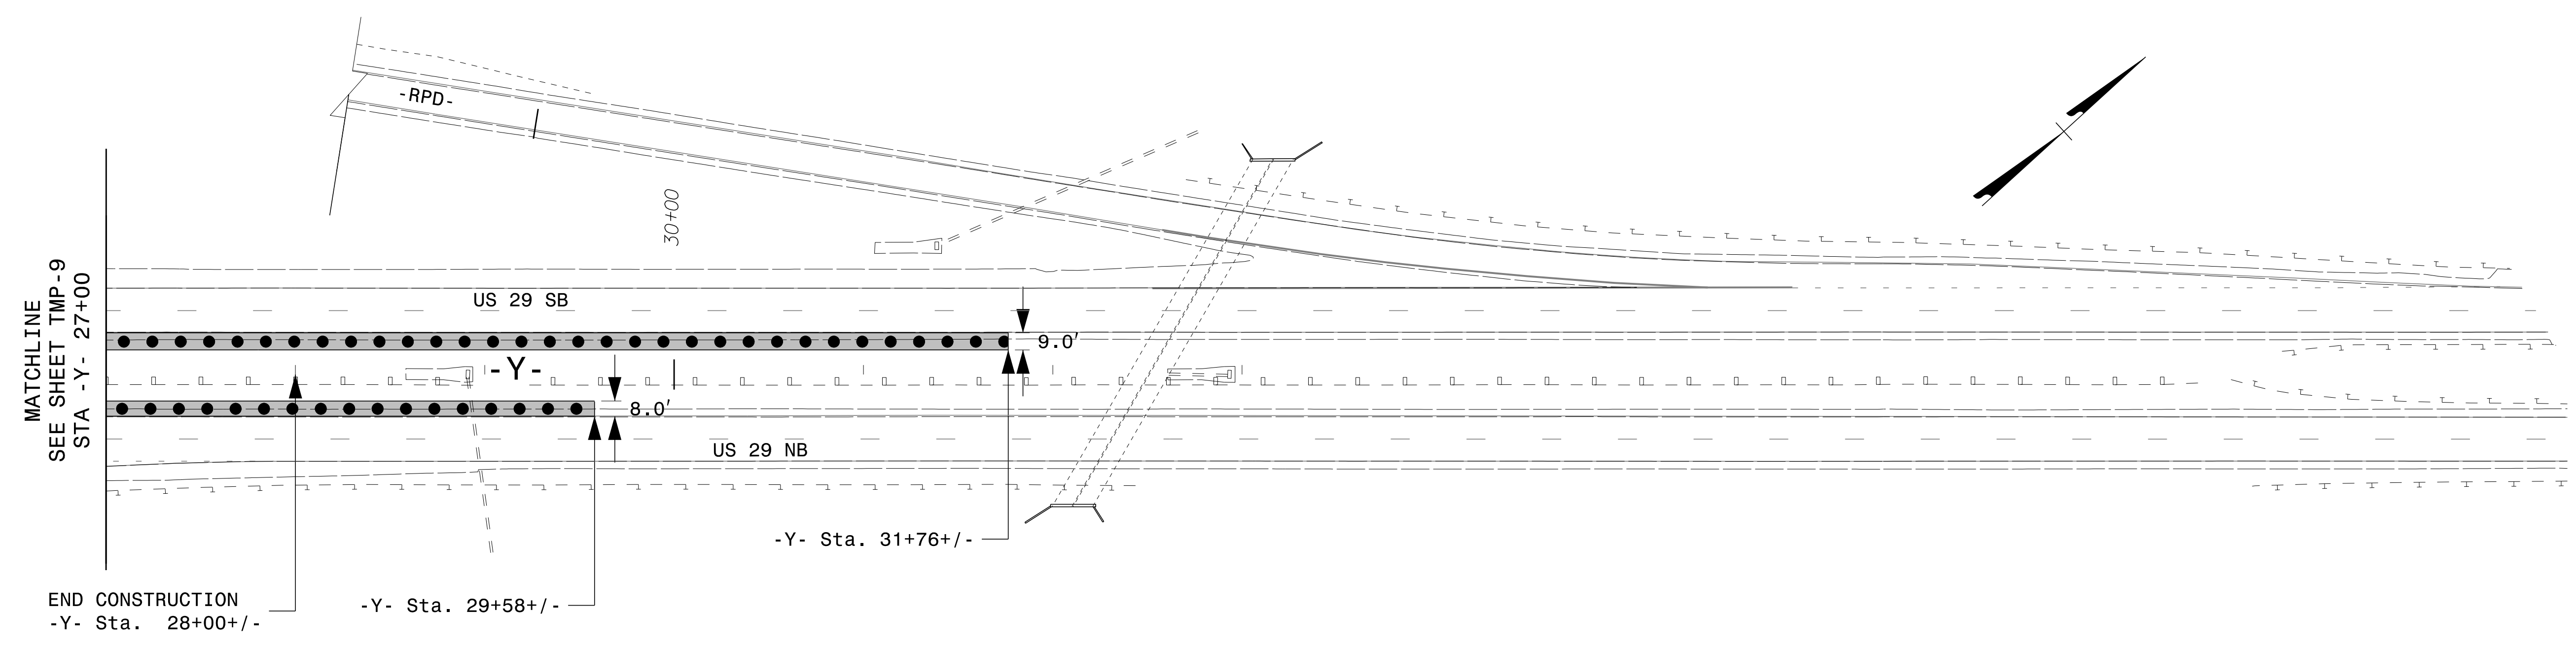 -RPD-
30+00
MATCHLINE
SEE SHEET TMP-9
STA -Y- 27+00
US 29 SB
9.0'
-Y-
8.0'
US 29 NB
-Y- Sta. 31+76+/-
END CONSTRUCTION
-Y- Sta. 28+00+/-
-Y- Sta. 29+58+/-